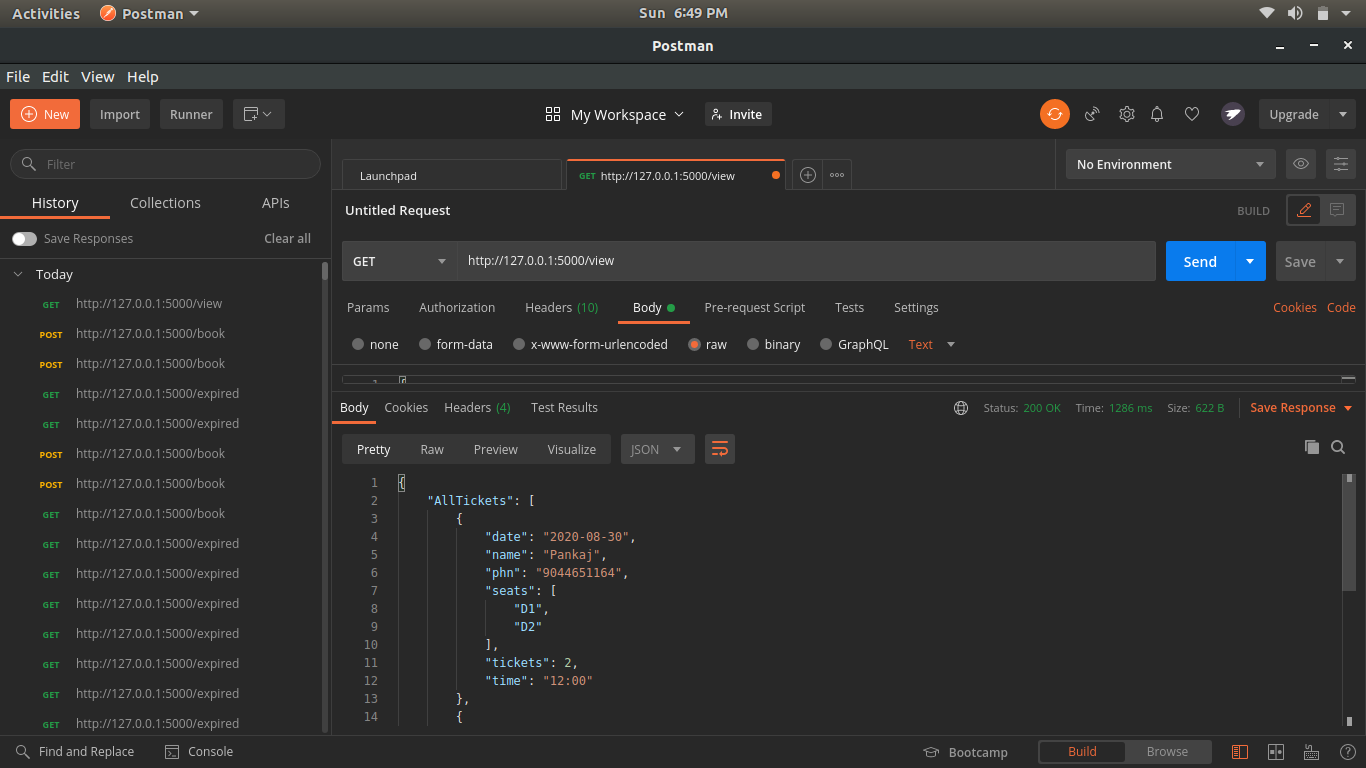 Activities Postman Sun 6:49 PM
Postman
File Edit View Help
New Import Runner My Workspace Invite Upgrade
Filter
History Collections APIs
Save Responses Clear all
Today
GET http://127.0.0.1:5000/view
POST http://127.0.0.1:5000/book
POST http://127.0.0.1:5000/book
GET http://127.0.0.1:5000/expired
GET http://127.0.0.1:5000/expired
POST http://127.0.0.1:5000/book
POST http://127.0.0.1:5000/book
GET http://127.0.0.1:5000/book
GET http://127.0.0.1:5000/expired
GET http://127.0.0.1:5000/expired
GET http://127.0.0.1:5000/expired
GET http://127.0.0.1:5000/expired
GET http://127.0.0.1:5000/expired
GET http://127.0.0.1:5000/expired
GET http://127.0.0.1:5000/expired
Launchpad GET http://127.0.0.1:5000/view No Environment
Untitled Request BUILD
GET http://127.0.0.1:5000/view Send Save
Params Authorization Headers (10) Body Pre-request Script Tests Settings Cookies Code
none form-data x-www-form-urlencoded raw binary GraphQL Text
Body Cookies Headers (4) Test Results Status: 200 OK Time: 1286 ms Size: 622 B Save Response
Pretty Raw Preview Visualize JSON
1 {
2 "AllTickets": [
3 {
4 "date": "2020-08-30",
5 "name": "Pankaj",
6 "phn": "9044651164",
7 "seats": [
8 "D1",
9 "D2"
10 ],
11 "tickets": 2,
12 "time": "12:00"
13 },
14 {
Find and Replace Console Bootcamp Build Browse